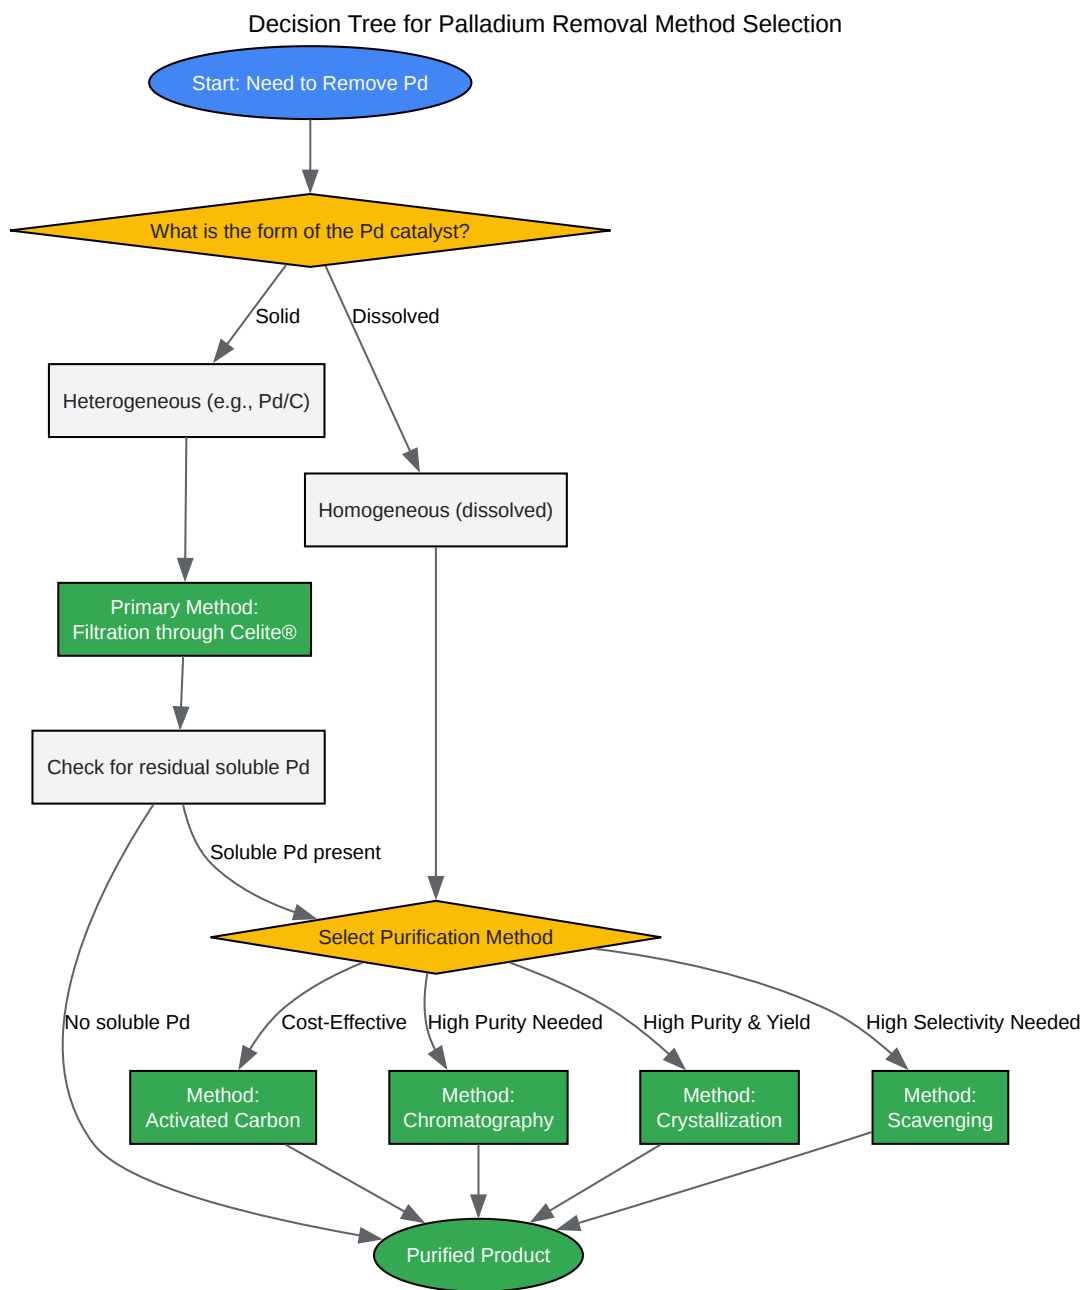 Decision Tree for Palladium Removal Method Selection
Start: Need to Remove Pd
What is the form of the Pd catalyst?
Solid
Dissolved
Heterogeneous (e.g., Pd/C)
Homogeneous (dissolved)
Primary Method:
Filtration through Celite®
Check for residual soluble Pd
Soluble Pd present
Select Purification Method
No soluble Pd
Cost-Effective
High Purity Needed
High Purity & Yield
High Selectivity Needed
Method:
Activated Carbon
Method:
Chromatography
Method:
Crystallization
Method:
Scavenging
Purified Product